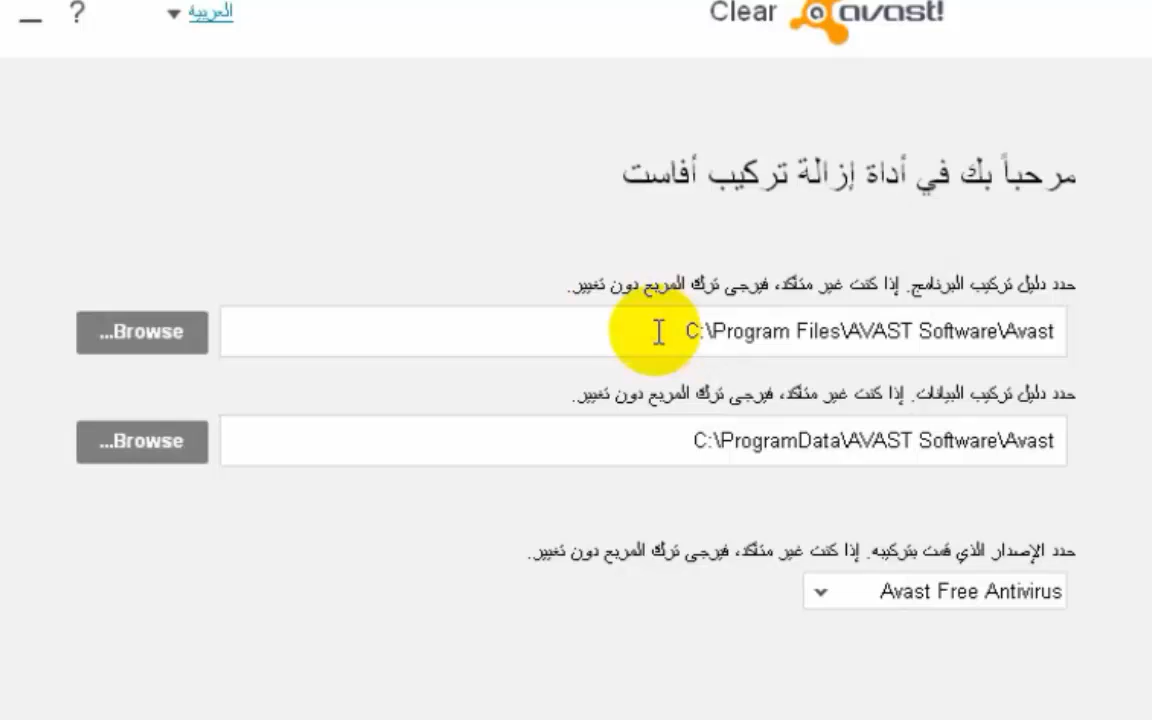 ? العربية
Clear avast!
مرحباً بك في أداة إزالة تركيب أفاست
حدد دليل تركيب البرنامج. إذا كنت غير متأكد، فيرجى ترك المربع دون تغيير.
C:\Program Files\AVAST Software\Avast
...Browse
حدد دليل تركيب البيانات. إذا كنت غير متأكد، فيرجى ترك المربع دون تغيير.
C:\ProgramData\AVAST Software\Avast
...Browse
حدد الإصدار الذي قمت بتركيبه. إذا كنت غير متأكد، فيرجى ترك المربع دون تغيير.
Avast Free Antivirus